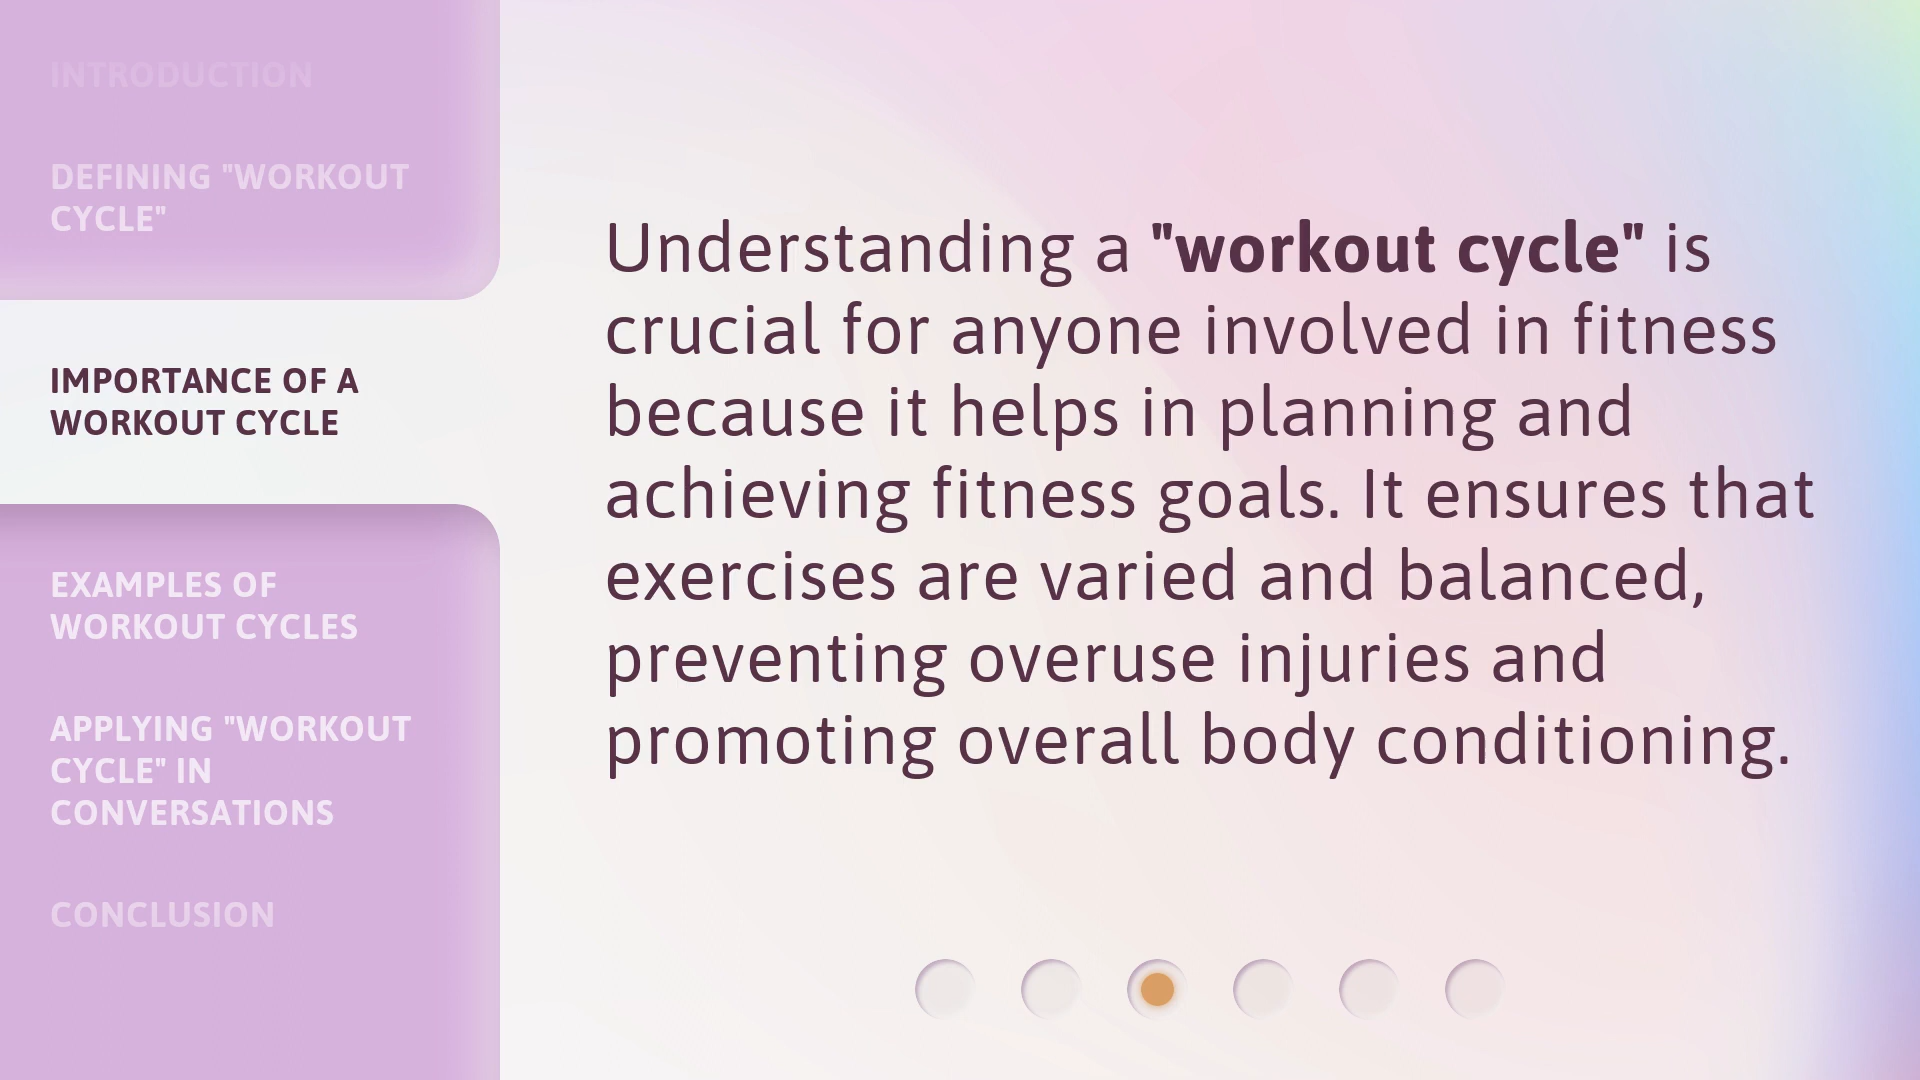 INTRODUCTION
DEFINING "WORKOUT
CYCLE"
IMPORTANCE OF A
WORKOUT CYCLE
EXAMPLES OF
WORKOUT CYCLES
APPLYING "WORKOUT
CYCLE" IN
CONVERSATIONS
CONCLUSION
Understanding a "workout cycle" is
crucial for anyone involved in fitness
because it helps in planning and
achieving fitness goals. It ensures that
exercises are varied and balanced,
preventing overuse injuries and
promoting overall body conditioning.